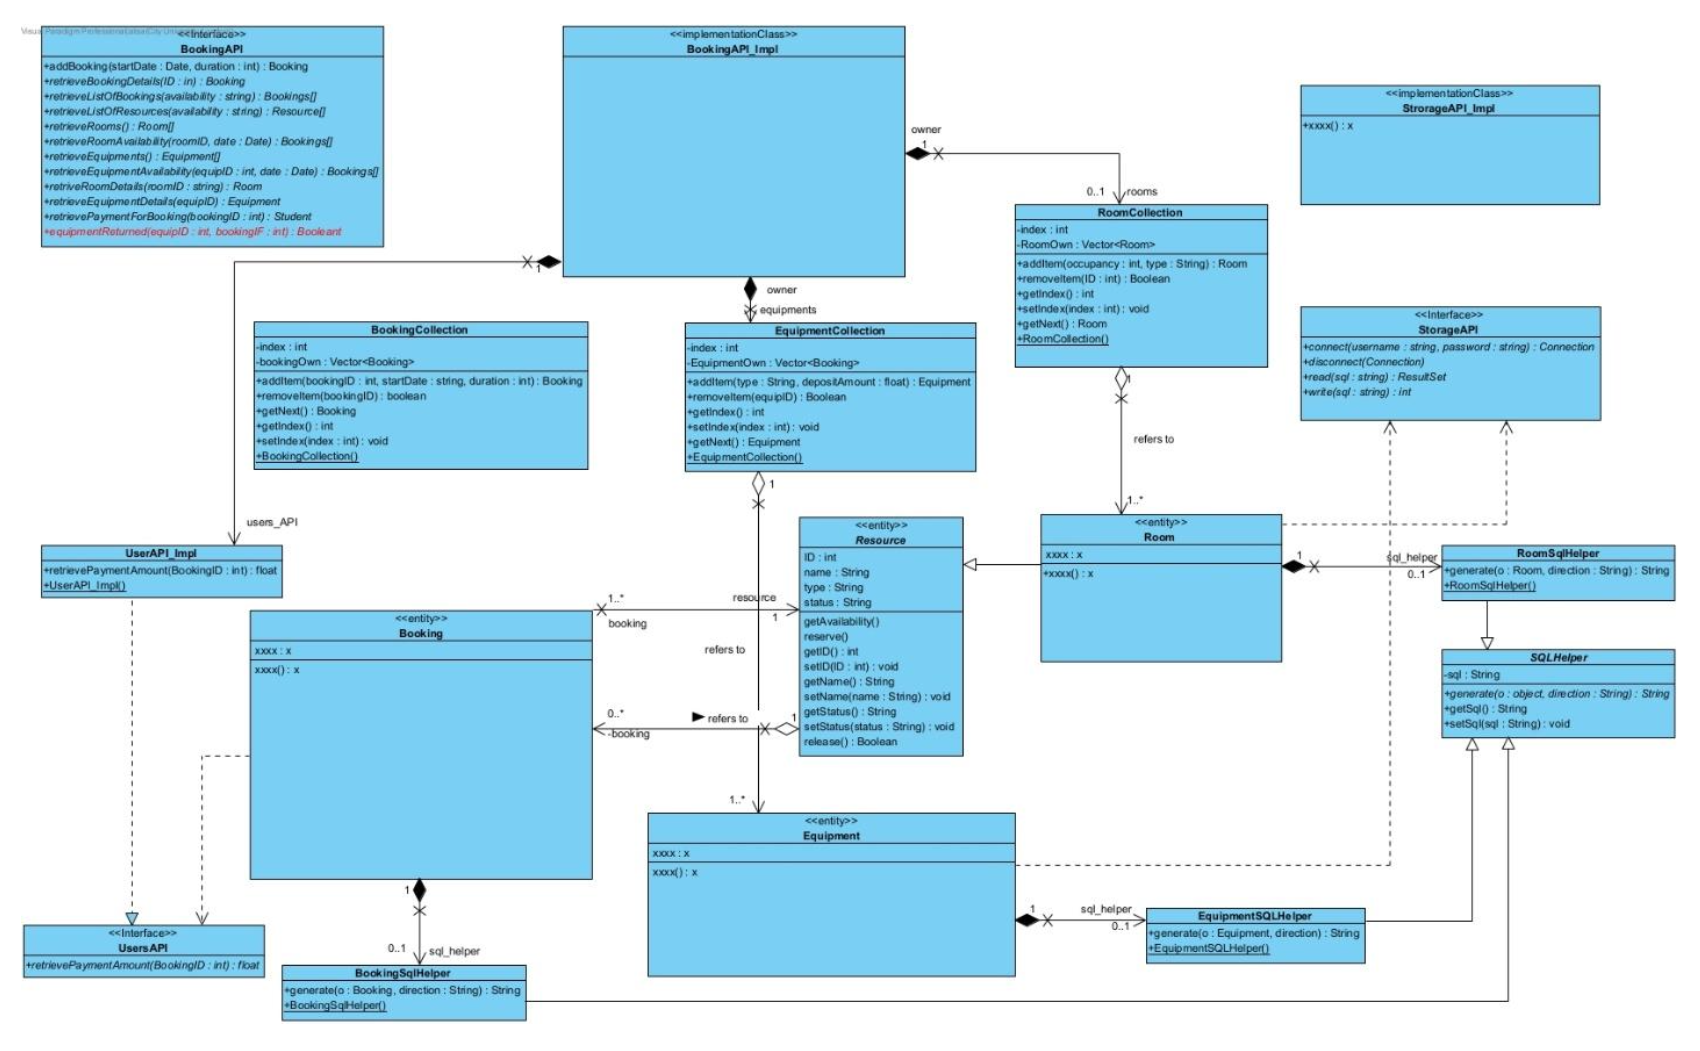 Visual Paradigm Professional
<<Interface>>
BookingAPI
+addBooking(startDate : Date, duration : int) : Booking
+retrieveBookingDetails(ID : in) : Booking
+retrieveListOfBookings(availability : string) : Bookings[]
+retrieveListOfResources(availability : string) : Resource[]
+retrieveRooms() : Room[]
+retrieveRoomAvailability(roomID, date : Date) : Bookings[]
+retrieveEquipments() : Equipment[]
+retrieveEquipmentAvailability(equipID : int, date : Date) : Bookings[]
+retriveRoomDetails(roomID : string) : Room
+retrieveEquipmentDetails(equipID) : Equipment
+retrievePaymentForBooking(bookingID : int) : Student
+equipmentReturned(equipID : int, bookingIF : int) : Booleant
<<implementationClass>>
BookingAPI_Impl
<<implementationClass>>
StrorageAPI_Impl
+xxxx() : x
owner
1
0..1
rooms
RoomCollection
-index : int
-RoomOwn : Vector<Room>
+addItem(occupancy : int, type : String) : Room
+removeItem(ID : int) : Boolean
+getIndex() : int
+setIndex(index : int) : void
+getNext() : Room
+RoomCollection()
1
owner
equipments
BookingCollection
-index : int
-bookingOwn : Vector<Booking>
+addItem(bookingID : int, startDate : string, duration : int) : Booking
+removeItem(bookingID) : boolean
+getNext() : Booking
+getIndex() : int
+setIndex(index : int) : void
+BookingCollection()
EquipmentCollection
-index : int
-EquipmentOwn : Vector<Booking>
+addItem(type : String, depositAmount : float) : Equipment
+removeItem(equipID) : Boolean
+getIndex() : int
+setIndex(index : int) : void
+getNext() : Equipment
+EquipmentCollection()
<<Interface>>
StorageAPI
+connect(username : string, password : string) : Connection
+disconnect(Connection)
+read(sql : string) : ResultSet
+write(sql : string) : int
1
refers to
1..*
1
users_API
UserAPI_Impl
+retrievePaymentAmount(BookingID : int) : float
+UserAPI_Impl()
<<entity>>
Resource
ID : int
name : String
type : String
status : String
getAvailability()
reserve()
getID() : int
setID(ID : int) : void
getName() : String
setName(name : String) : void
getStatus() : String
setStatus(status : String) : void
release() : Boolean
<<entity>>
Room
xxxx : x
+xxxx() : x
1
sql_helper
0..1
RoomSqlHelper
+generate(o : Room, direction : String) : String
+RoomSqlHelper()
SQLHelper
-sql : String
+generate(o : object, direction : String) : String
+getSql() : String
+setSql(sql : String) : void
<<entity>>
Booking
xxxx : x
xxxx() : x
1..*
booking
resource
1
refers to
0..*
-booking
refers to
1
1..*
<<entity>>
Equipment
xxxx : x
xxxx() : x
1
sql_helper
0..1
EquipmentSQLHelper
+generate(o : Equipment, direction) : String
+EquipmentSQLHelper()
1
0..1
sql_helper
<<Interface>>
UsersAPI
+retrievePaymentAmount(BookingID : int) : float
BookingSqlHelper
+generate(o : Booking, direction : String) : String
+BookingSqlHelper()